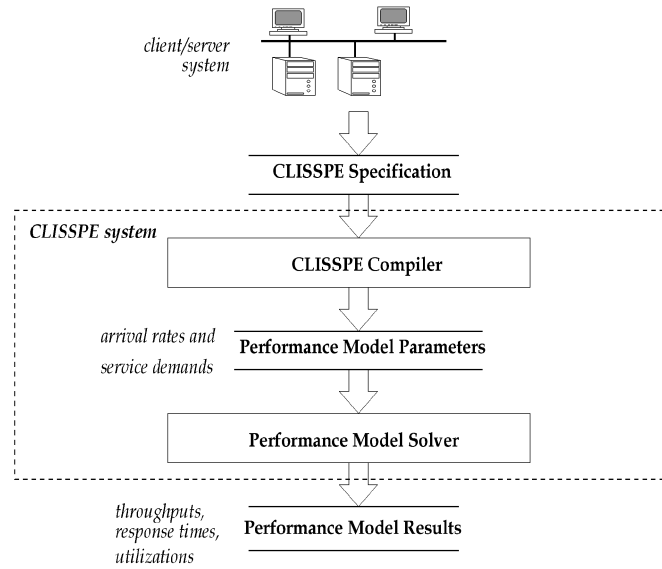 client/server
system
CLISSPE Specification
CLISSPE system
CLISSPE Compiler
arrival rates and
service demands
Performance Model Parameters
Performance Model Solver
throughputs,
response times,
utilizations
Performance Model Results